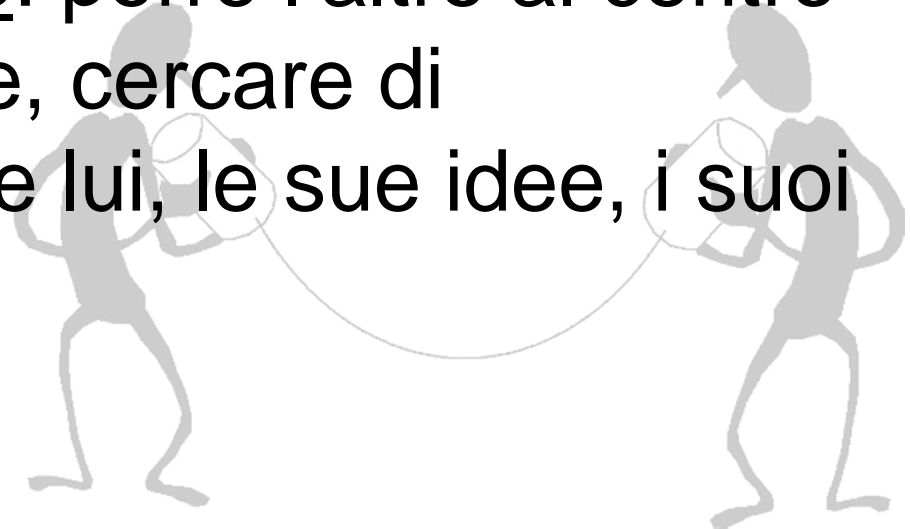 porre l'altro al centro
e, cercare di
e lui, le sue idee, i suoi